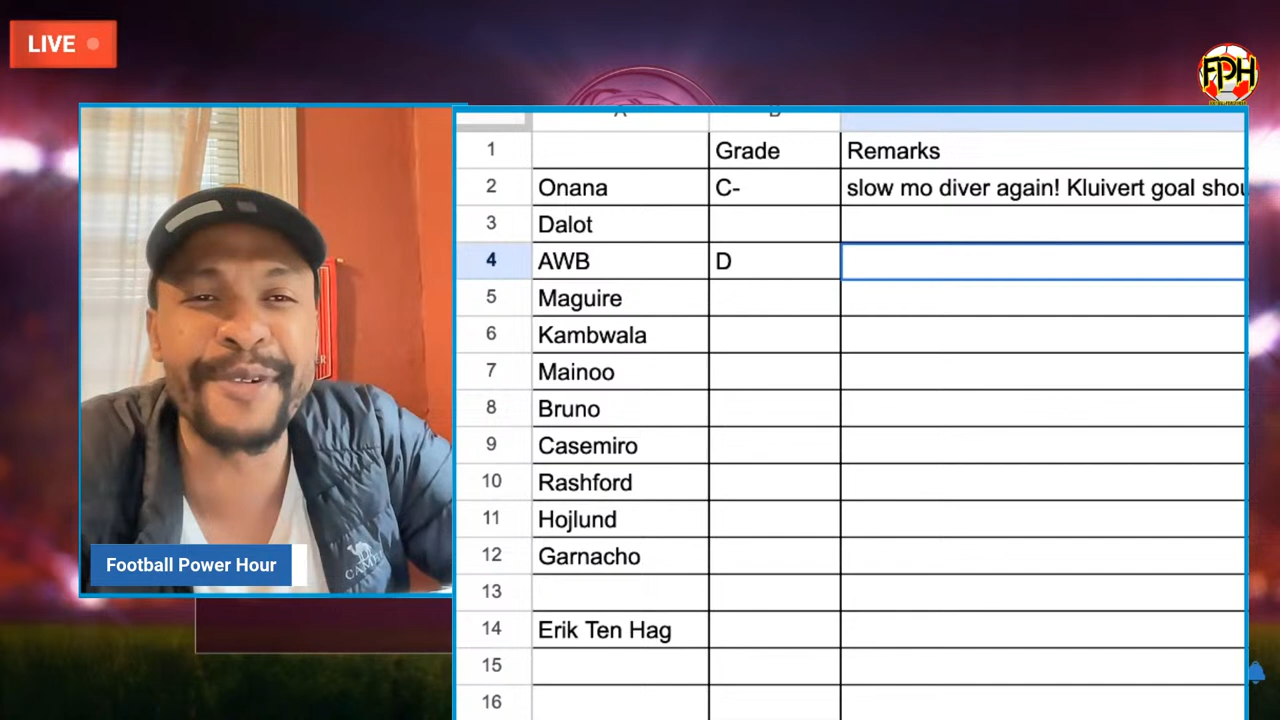 LIVE
FPH
Grade Remarks
1
2 Onana C- slow mo diver again! Kluivert goal
3 Dalot
4 AWB D
5 Maguire
6 Kambwala
7 Mainoo
8 Bruno
9 Casemiro
10 Rashford
11 Hojlund
12 Garnacho
13
14 Erik Ten Hag
15
16
Football Power Hour